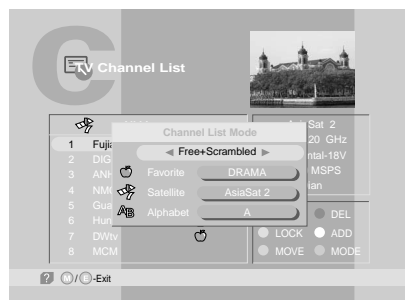 TV Channel List
Channel List Mode
Free+Scrambled
Favorite DRAMA
Satellite AsiaSat 2
Alphabet A
Sat 2
20 GHz
ntal-18V
MSPS
ian
1 Fujia
2 DIG
3 ANH
4 NMC
5 Gua
6 Hun
7 DWtv
8 MCM
DEL
LOCK ADD
MOVE MODE
? M/E-Exit